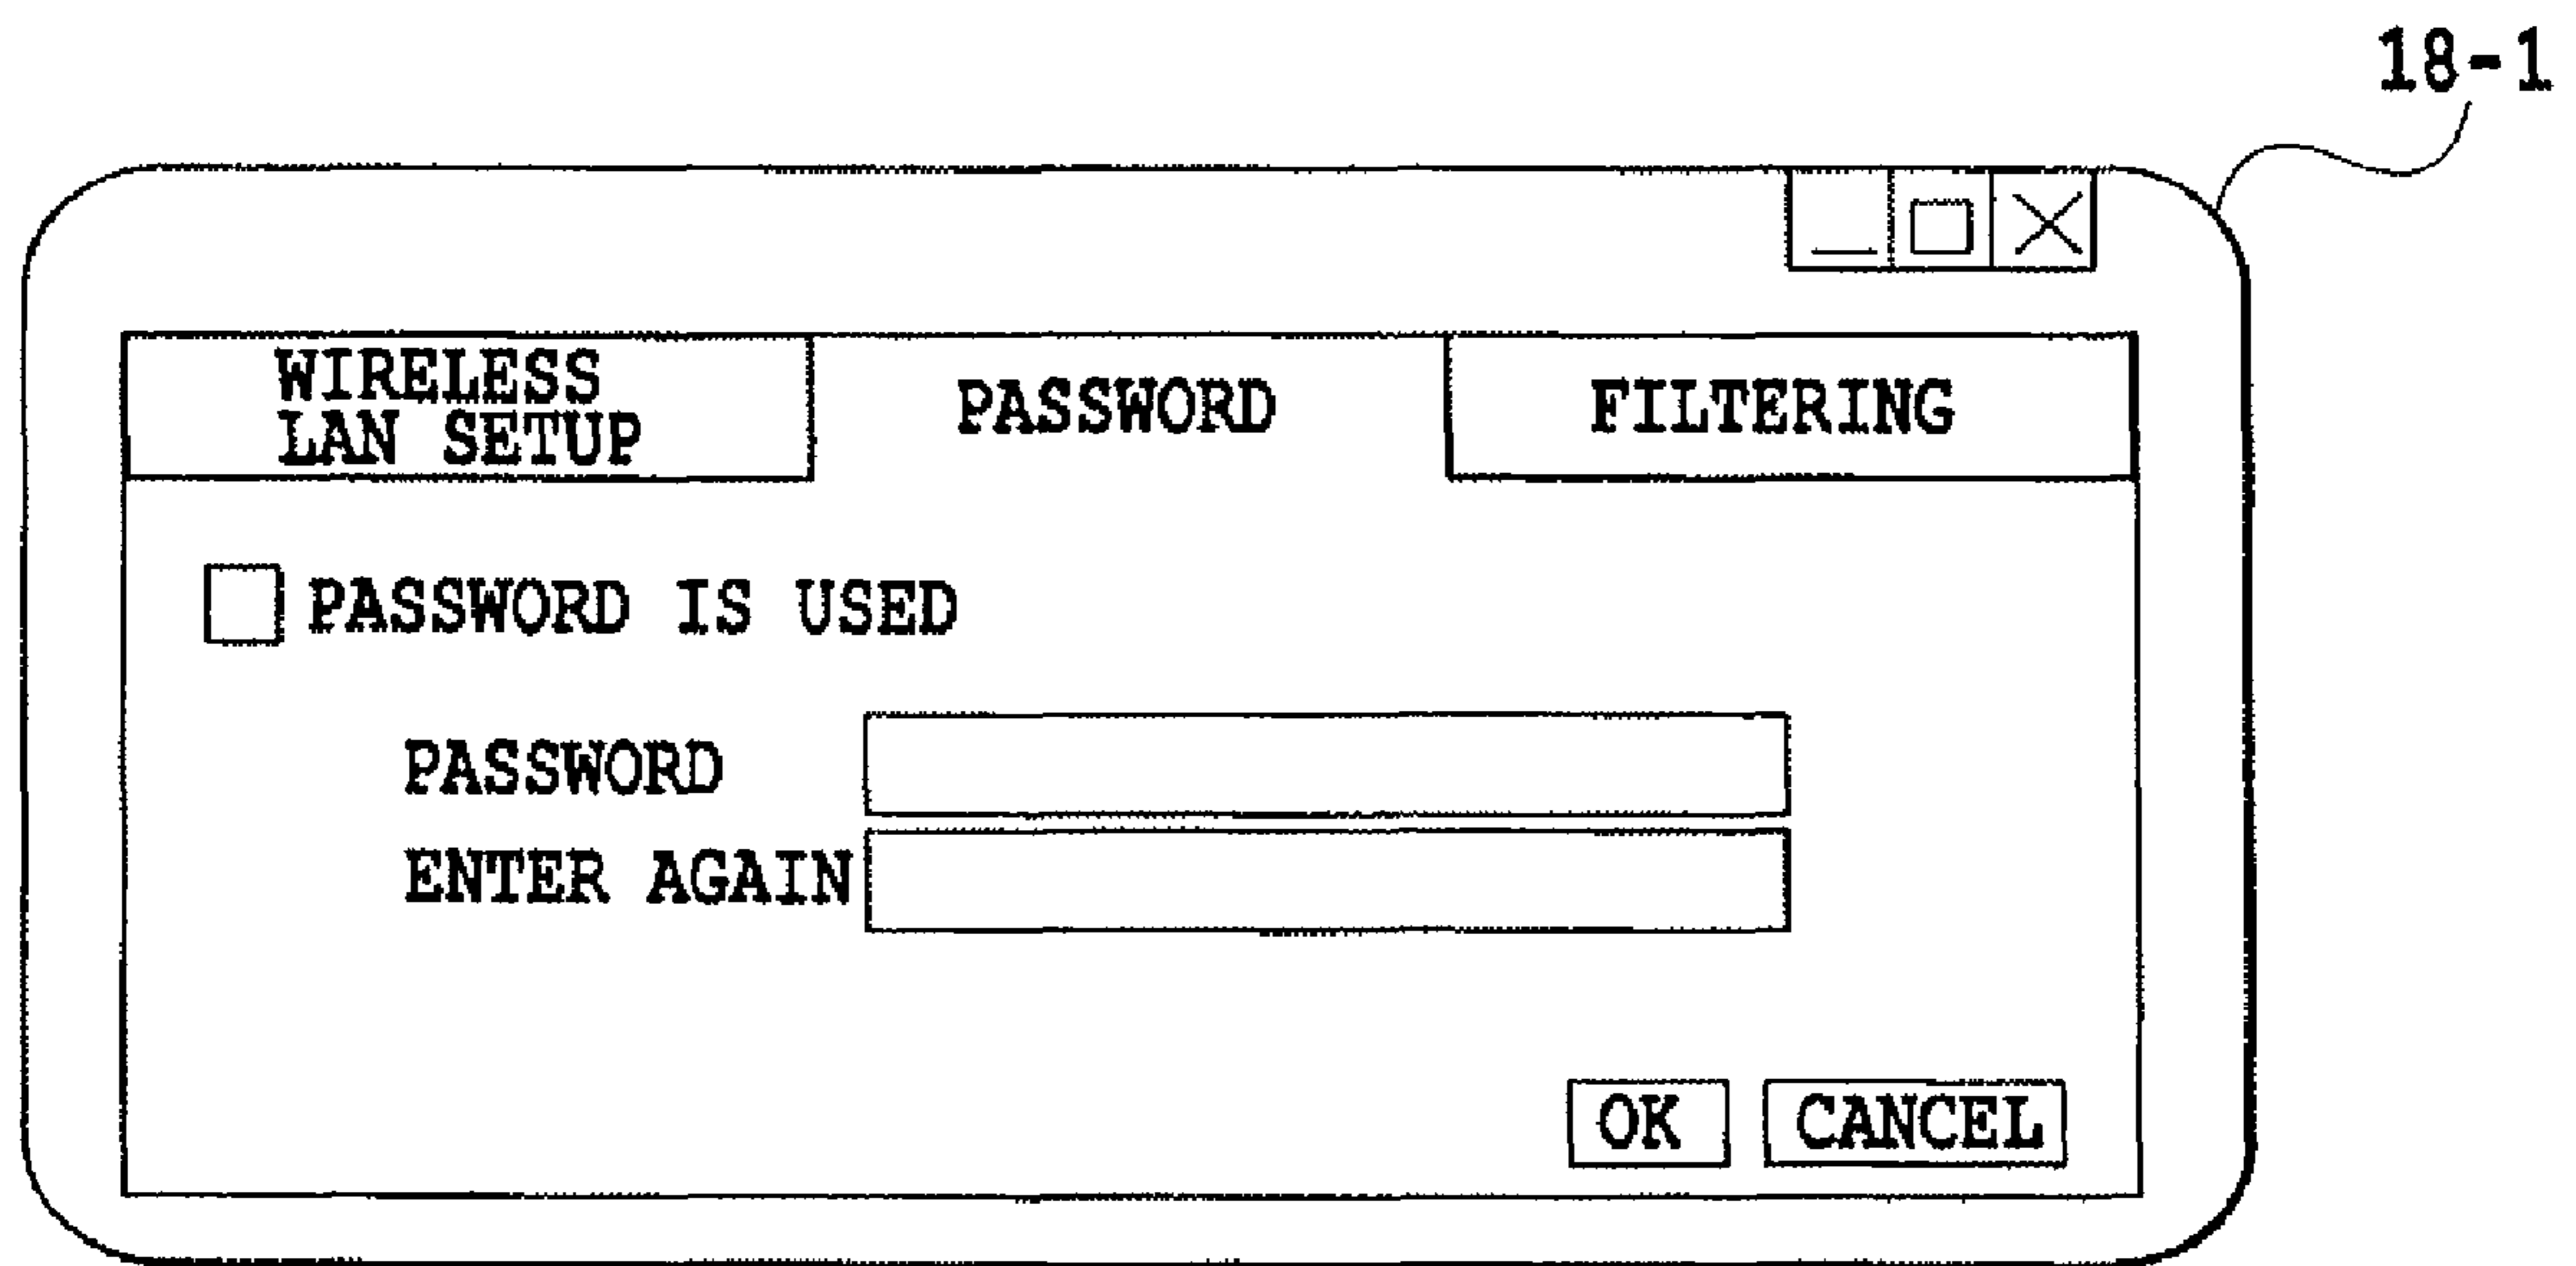 18-1
WIRELESS
LAN SETUP
PASSWORD
FILTERING
PASSWORD IS USED
PASSWORD
ENTER AGAIN
OK
CANCEL